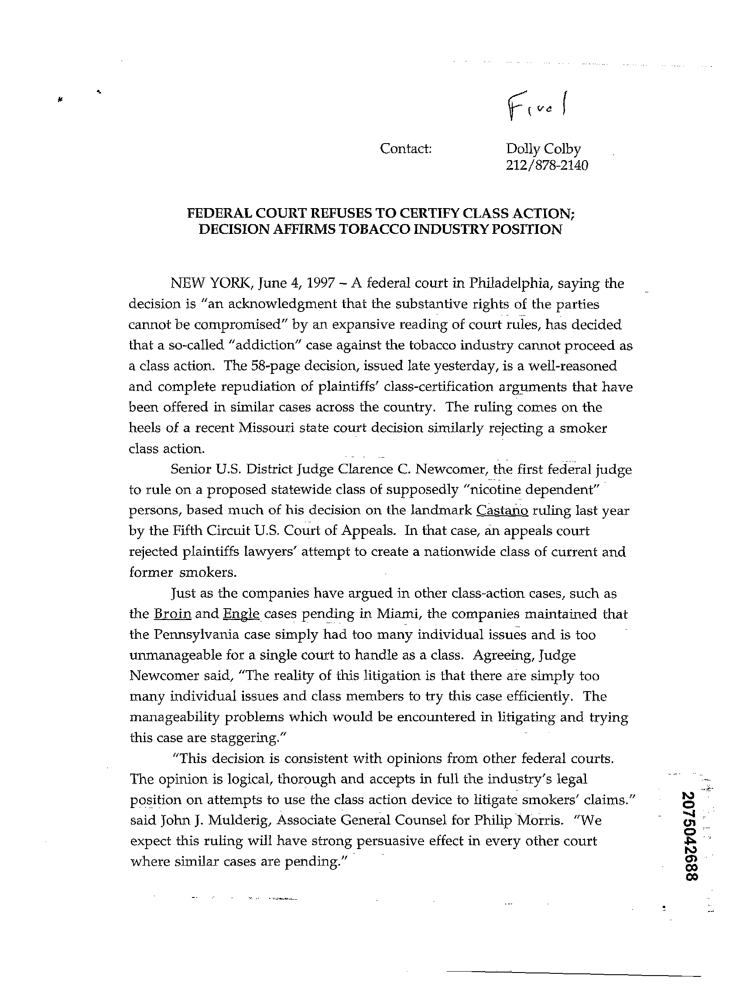 Final
Contact: Dolly Colby
212/878-2140
FEDERAL COURT REFUSES TO CERTIFY CLASS ACTION;
DECISION AFFIRMS TOBACCO INDUSTRY POSITION
NEW YORK, June 4, 1997 – A federal court in Philadelphia, saying the
decision is "an acknowledgment that the substantive rights of the parties
cannot be compromised" by an expansive reading of court rules, has decided
that a so-called "addiction" case against the tobacco industry cannot proceed as
a class action. The 58-page decision, issued late yesterday, is a well-reasoned
and complete repudiation of plaintiffs' class-certification arguments that have
been offered in similar cases across the country. The ruling comes on the
heels of a recent Missouri state court decision similarly rejecting a smoker
class action.
Senior U.S. District Judge Clarence C. Newcomer, the first federal judge
to rule on a proposed statewide class of supposedly "nicotine dependent"
persons, based much of his decision on the landmark Castano ruling last year
by the Fifth Circuit U.S. Court of Appeals. In that case, an appeals court
rejected plaintiffs lawyers' attempt to create a nationwide class of current and
former smokers.
Just as the companies have argued in other class-action cases, such as
the Broin and Engle cases pending in Miami, the companies maintained that
the Pennsylvania case simply had too many individual issues and is too
unmanageable for a single court to handle as a class. Agreeing, Judge
Newcomer said, "The reality of this litigation is that there are simply too
many individual issues and class members to try this case efficiently. The
manageability problems which would be encountered in litigating and trying
this case are staggering."
"This decision is consistent with opinions from other federal courts.
The opinion is logical, thorough and accepts in full the industry's legal
position on attempts to use the class action device to litigate smokers' claims."
said John J. Mulderig, Associate General Counsel for Philip Morris. "We
expect this ruling will have strong persuasive effect in every other court
where similar cases are pending."
2075042688